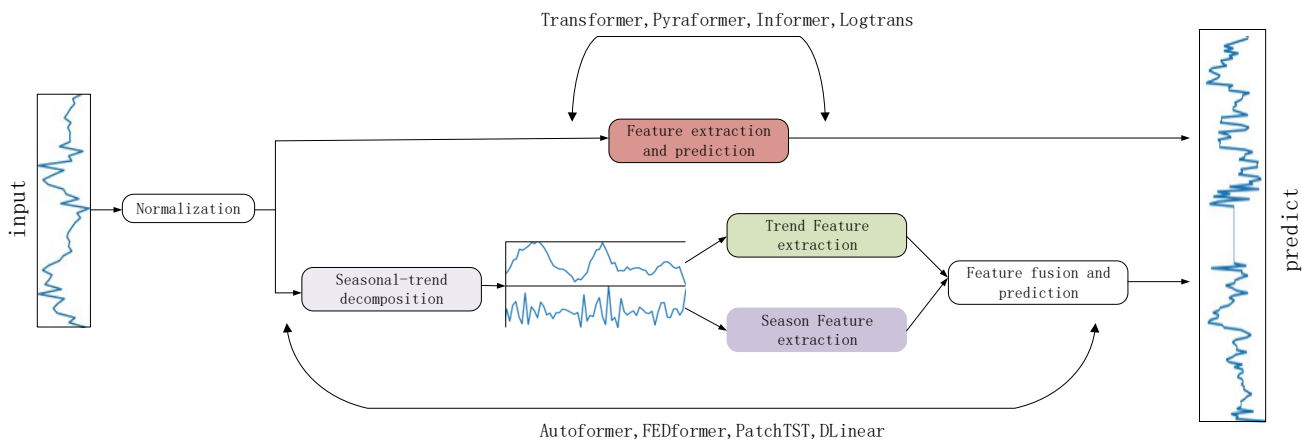 Transformer,Pyraformer,Informer,Logtrans
input
Normalization
Feature extraction
and prediction
Seasonal-trend
decomposition
Trend Feature
extraction
Season Feature
extraction
Feature fusion and
prediction
predict
Autoformer,FEDformer,PatchTST,DLinear